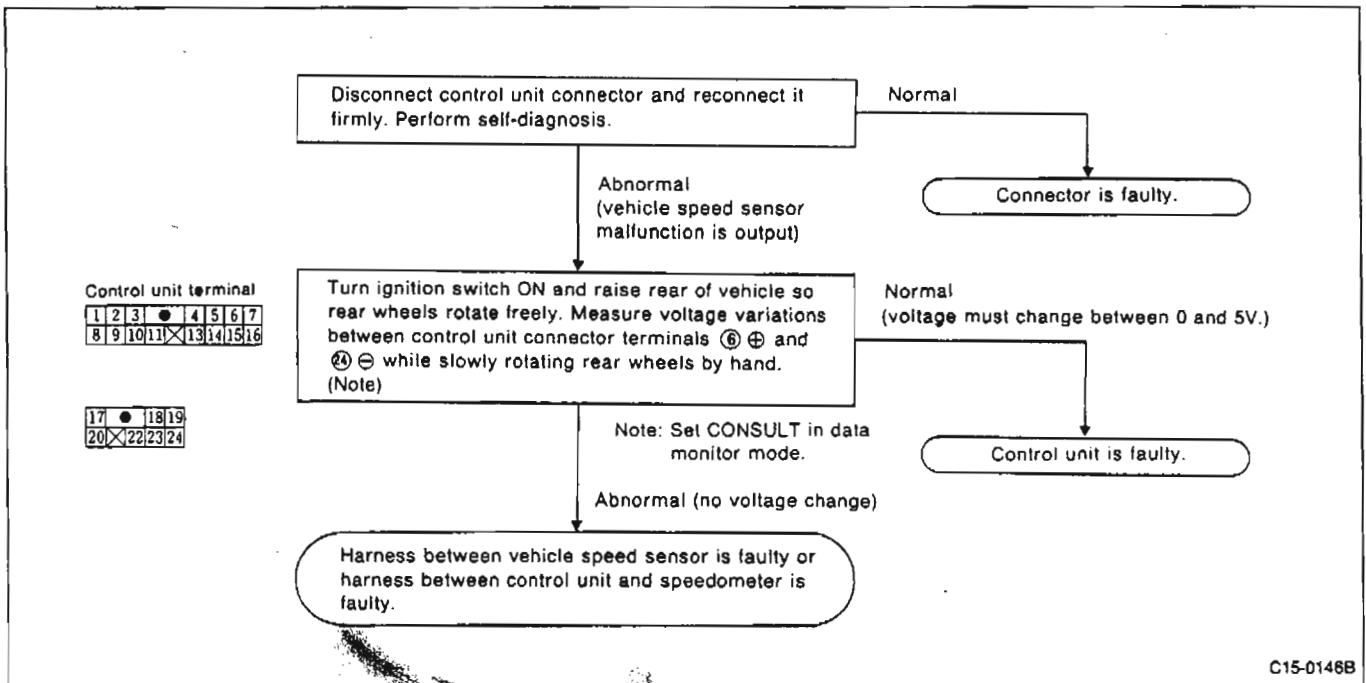 Disconnect control unit connector and reconnect it
firmly. Perform self-diagnosis.
Normal
Connector is faulty.
Abnormal
(vehicle speed sensor
malfunction is output)
Control unit terminal
1 2 3 ● 4 5 6 7
8 9 10 11 13 14 15 16
17 ● 18 19
20 22 23 24
Turn ignition switch ON and raise rear of vehicle so
rear wheels rotate freely. Measure voltage variations
between control unit connector terminals ⑥ ⊕ and
㉔ ⊖ while slowly rotating rear wheels by hand.
(Note)
Normal
(voltage must change between 0 and 5V.)
Control unit is faulty.
Note: Set CONSULT in data
monitor mode.
Abnormal (no voltage change)
Harness between vehicle speed sensor is faulty or
harness between control unit and speedometer is
faulty.
C15-0146B